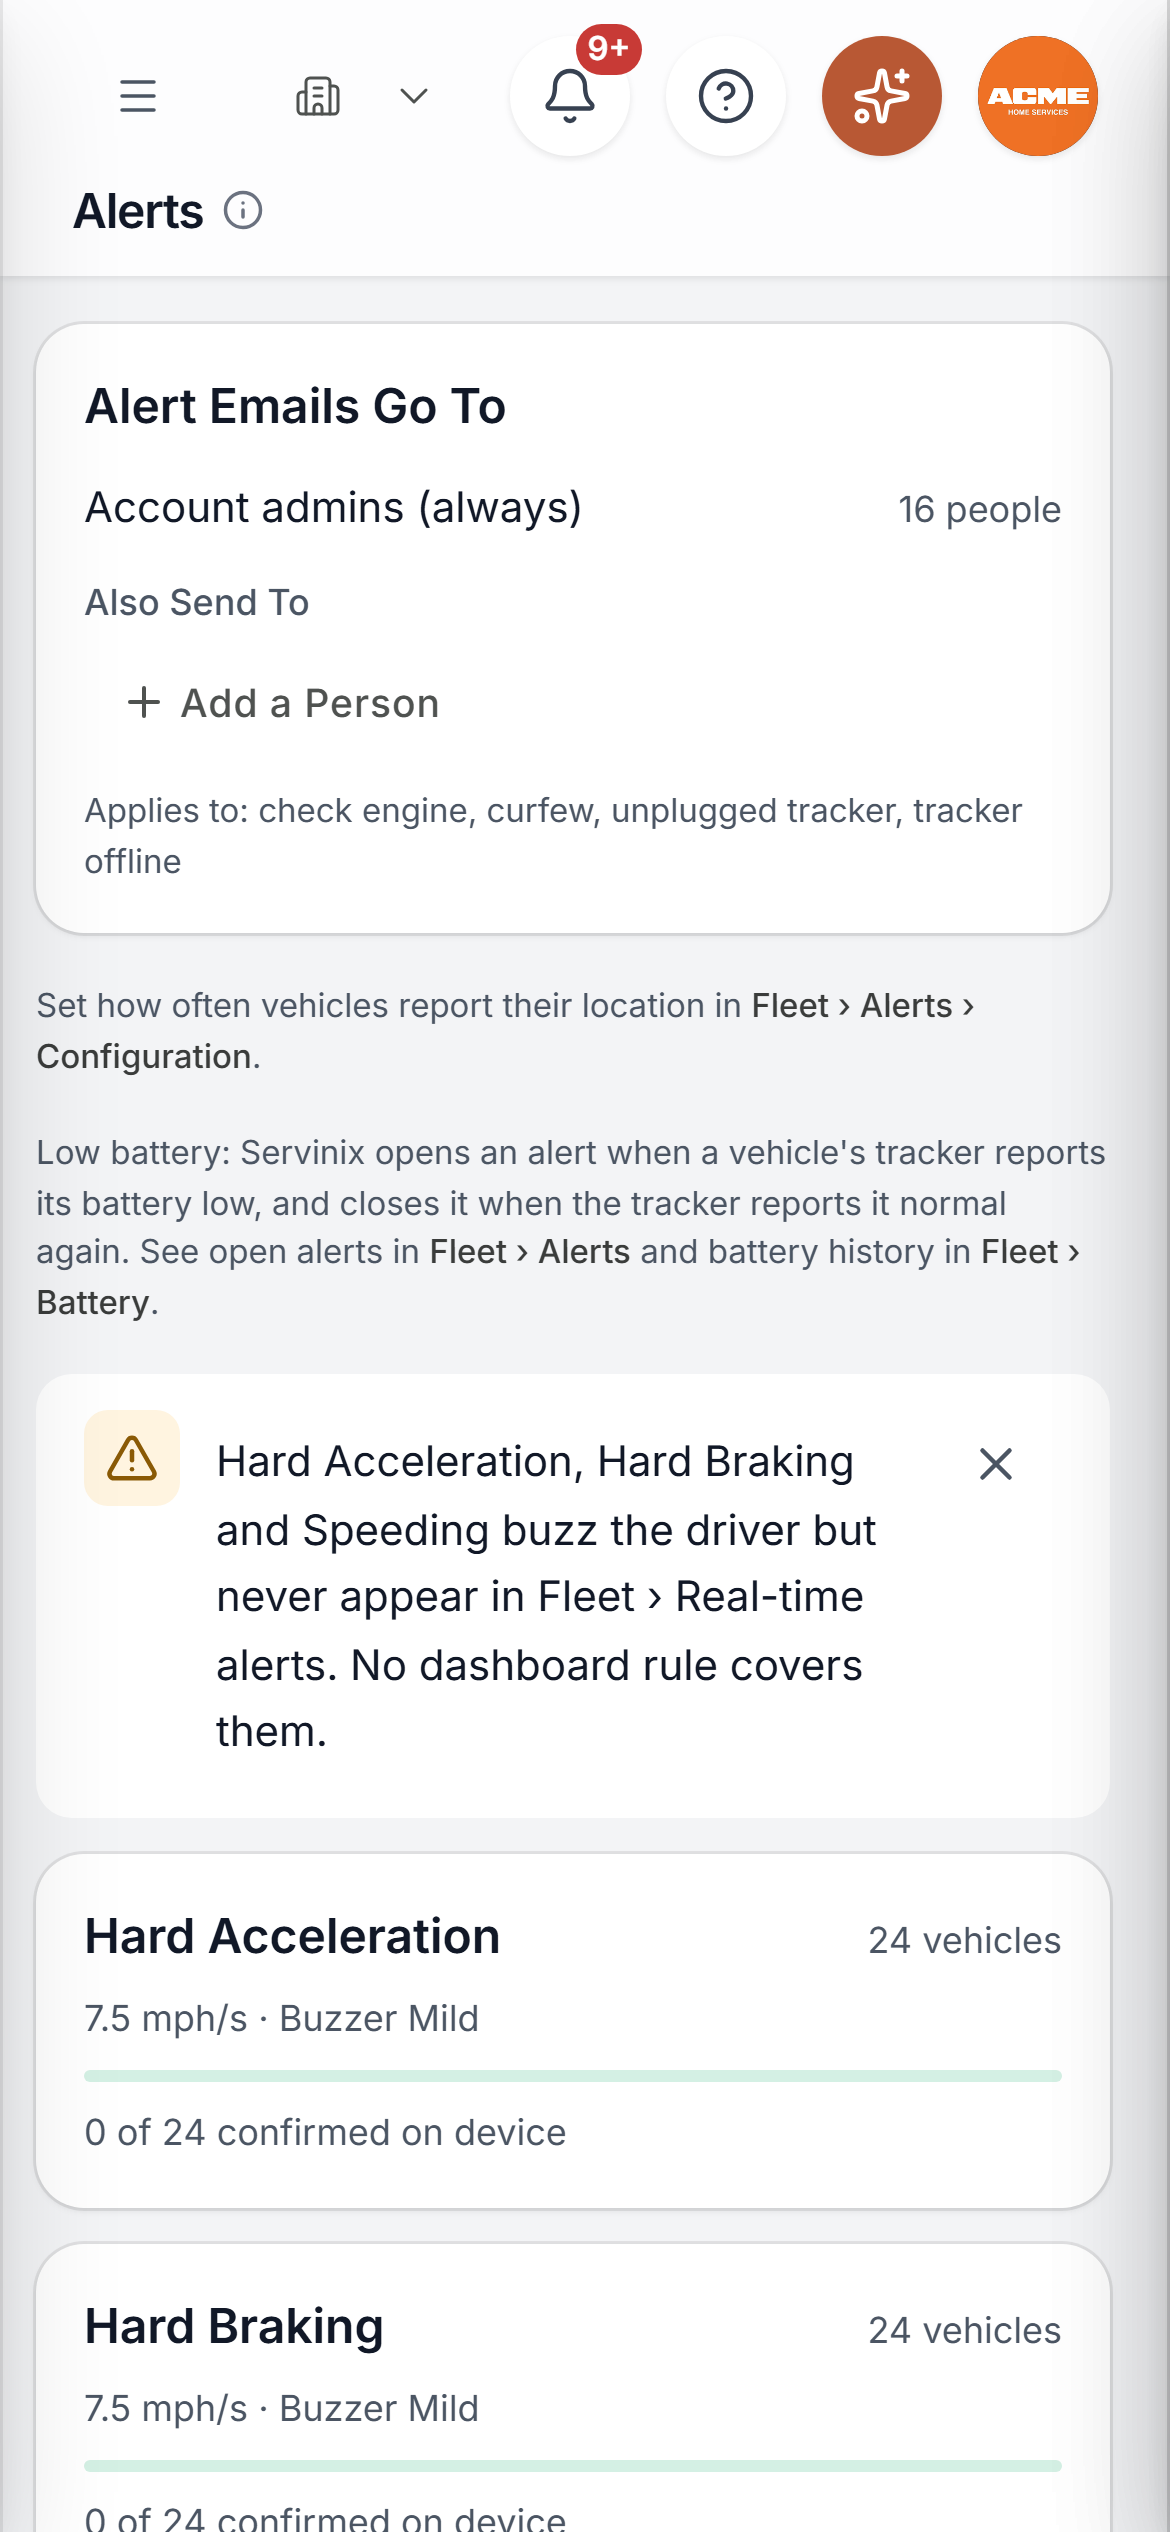 9+
ACME
HOME SERVICES
Alerts
Alert Emails Go To
Account admins (always)
16 people
Also Send To
Add a Person
Applies to: check engine, curfew, unplugged tracker, tracker
offline
Set how often vehicles report their location in Fleet › Alerts ›
Configuration.
Low battery: Servinix opens an alert when a vehicle's tracker reports
its battery low, and closes it when the tracker reports it normal
again. See open alerts in Fleet › Alerts and battery history in Fleet ›
Battery.
Hard Acceleration, Hard Braking
and Speeding buzz the driver but
never appear in Fleet › Real-time
alerts. No dashboard rule covers
them.
Hard Acceleration
24 vehicles
7.5 mph/s · Buzzer Mild
0 of 24 confirmed on device
Hard Braking
24 vehicles
7.5 mph/s · Buzzer Mild
0 of 24 confirmed on device